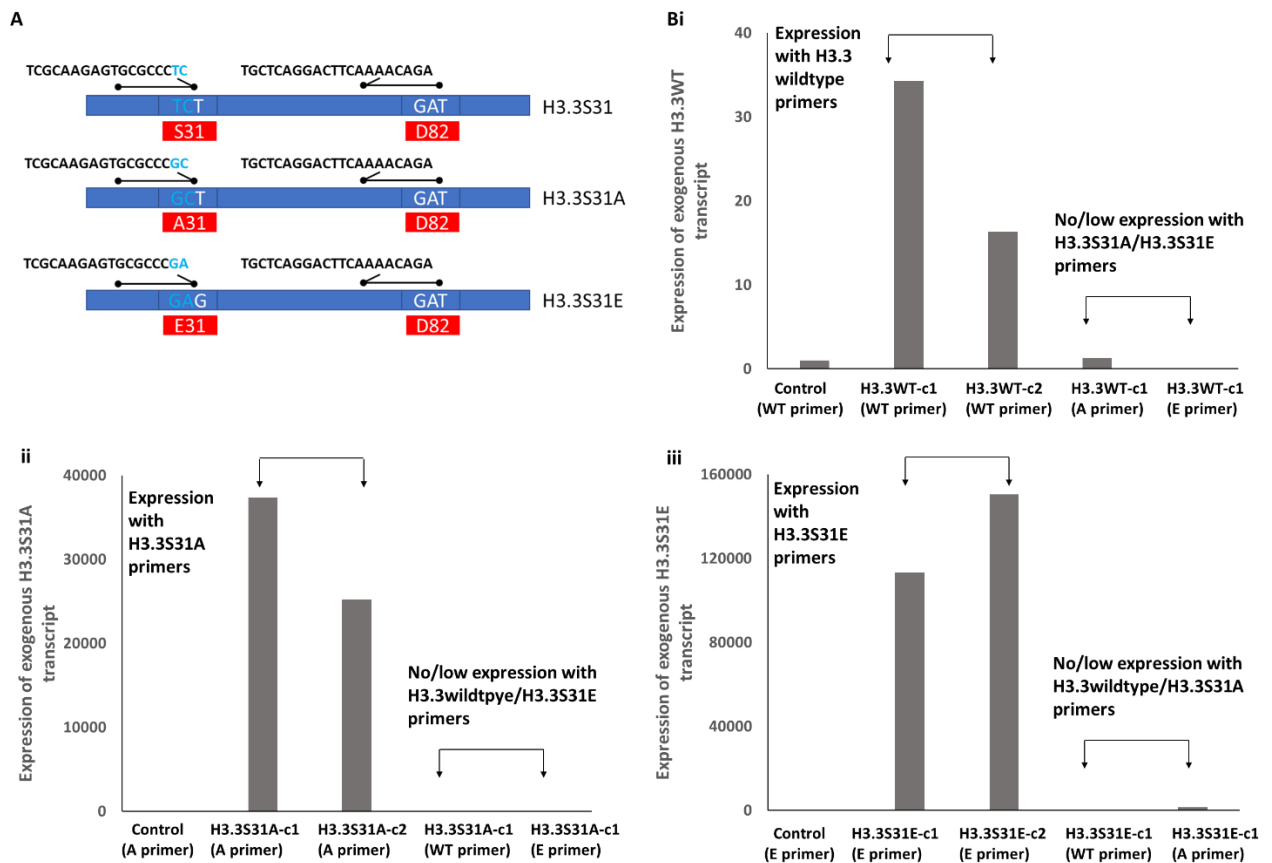 A
TCGCAAGAGTGCGCCCTC TGCTCAGGACTTCAAAACAGA
TCT GAT H3.3S31
S31 D82
TCGCAAGAGTGCGCCCGC TGCTCAGGACTTCAAAACAGA
GCT GAT H3.3S31A
A31 D82
TCGCAAGAGTGCGCCCGA TGCTCAGGACTTCAAAACAGA
GAG GAT H3.3S31E
E31 D82
Bi
Expression of exogenous H3.3WT
transcript
40
30
20
10
0
Expression
with H3.3
wildtype
primers
No/low expression with
H3.3S31A/H3.3S31E
primers
Control H3.3WT-c1 H3.3WT-c2 H3.3WT-c1 H3.3WT-c1
(WT primer) (WT primer) (WT primer) (A primer) (E primer)
ii
Expression of exogenous H3.3S31A
transcript
40000
30000
20000
10000
0
Expression
with
H3.3S31A
primers
No/low expression with
H3.3wildtpye/H3.3S31E
primers
Control H3.3S31A-c1 H3.3S31A-c2 H3.3S31A-c1 H3.3S31A-c1
(A primer) (A primer) (A primer) (WT primer) (E primer)
iii
Expression of exogenous H3.3S31E
transcript
160000
120000
80000
40000
0
Expression
with
H3.3S31E
primers
No/low expression with
H3.3wildtype/H3.3S31A
primers
Control H3.3S31E-c1 H3.3S31E-c2 H3.3S31E-c1 H3.3S31E-c1
(E primer) (E primer) (E primer) (WT primer) (A primer)